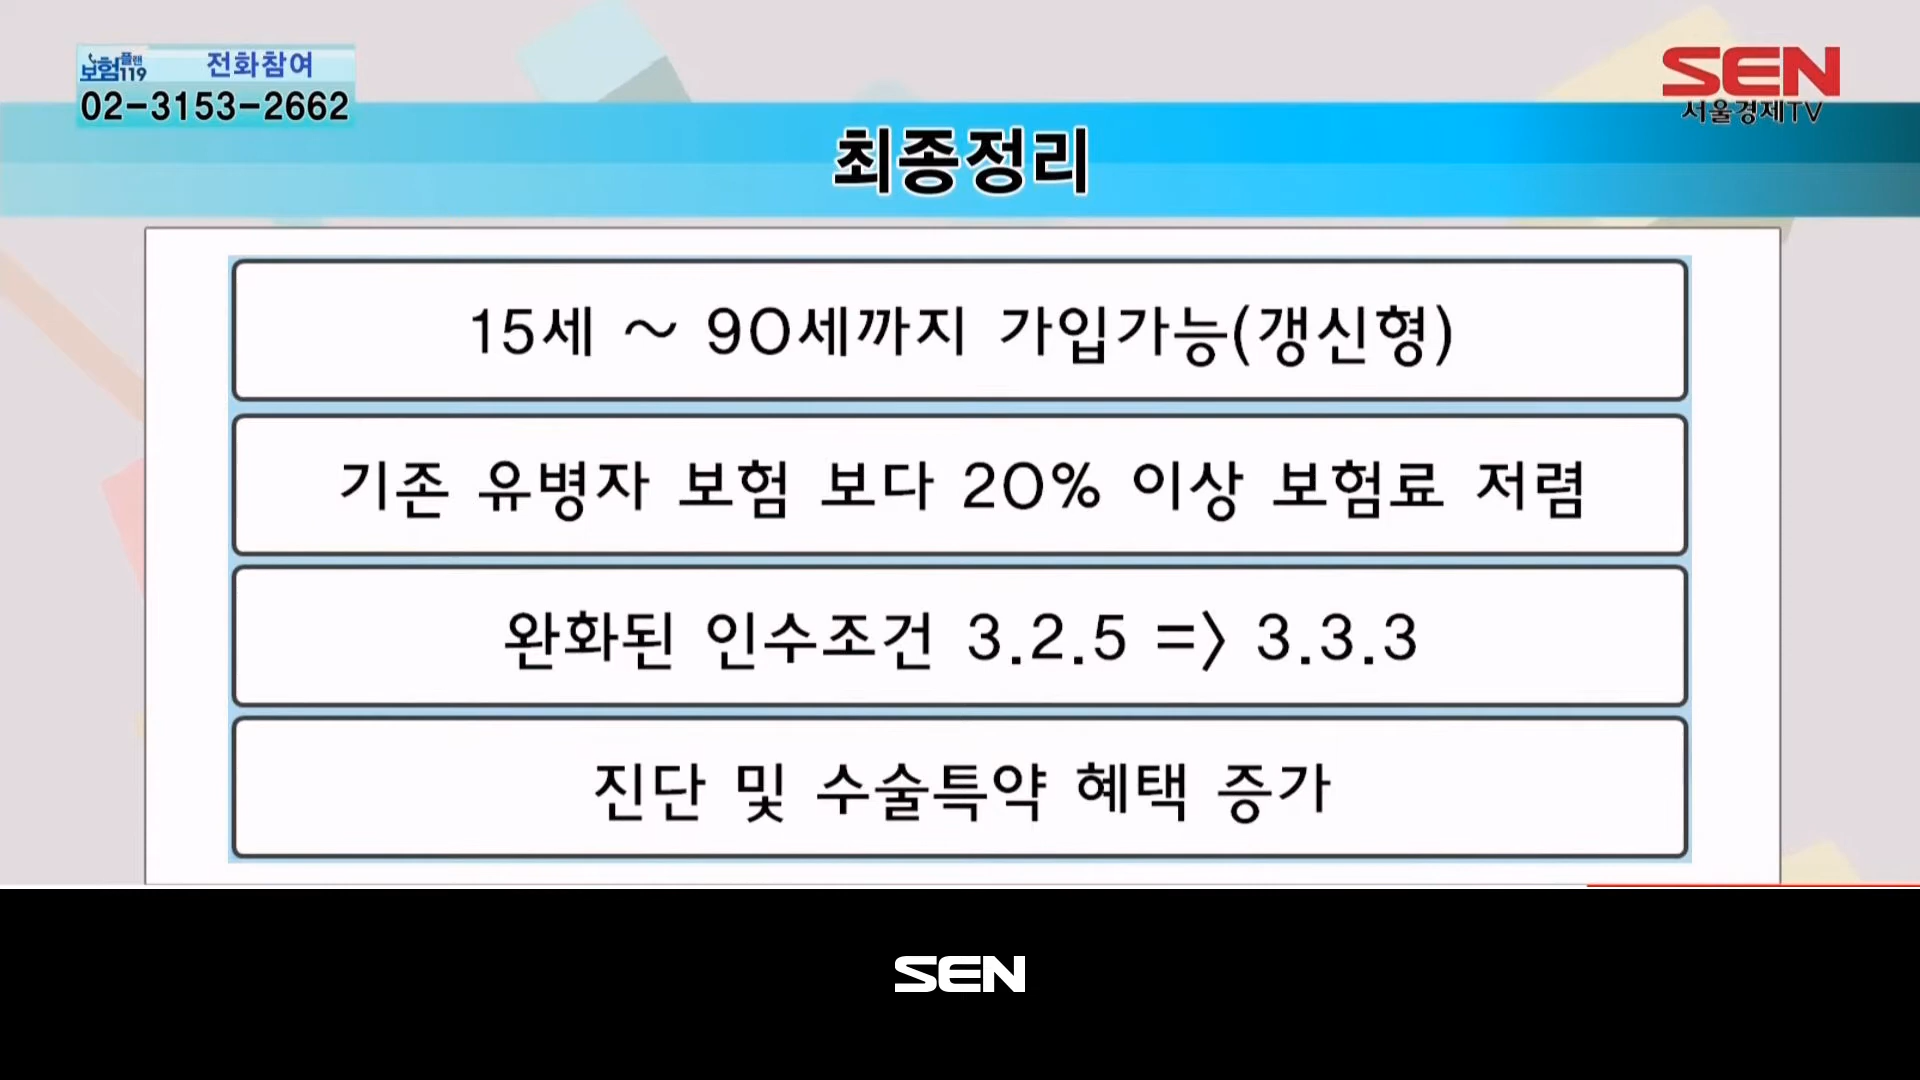 보험플랜119 전화참여
02-3153-2662
SEN
서울경제TV
최종정리
15세 ~ 90세까지 가입가능(갱신형)
기존 유병자 보험 보다 20% 이상 보험료 저렴
완화된 인수조건 3.2.5 => 3.3.3
진단 및 수술특약 혜택 증가
SEN